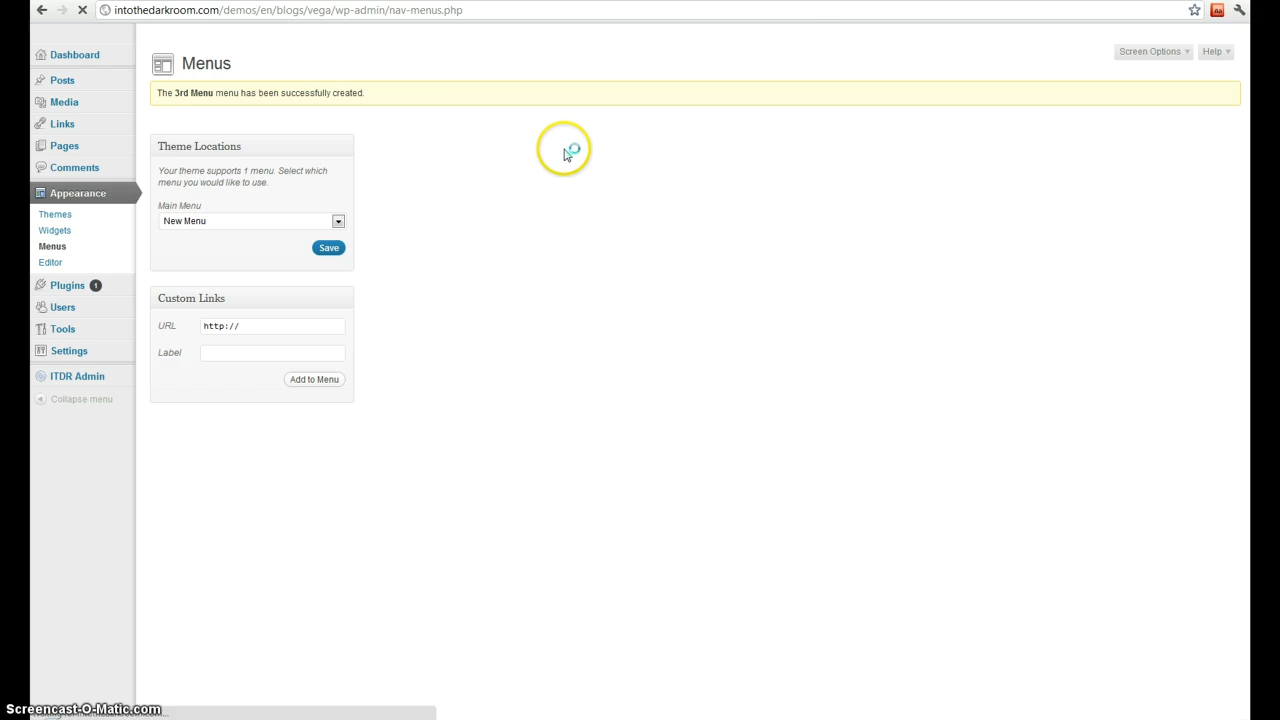 intothedarkroom.com/demos/en/blogs/vega/wp-admin/nav-menus.php
Screen Options
Help
Dashboard
Posts
Media
Links
Pages
Comments
Appearance
Themes
Widgets
Menus
Editor
Plugins 1
Users
Tools
Settings
ITDR Admin
Collapse menu
Menus
The 3rd Menu menu has been successfully created.
Theme Locations
Your theme supports 1 menu. Select which
menu you would like to use.
Main Menu
New Menu
Save
Custom Links
URL http://
Label
Add to Menu
Screencast-O-Matic.com